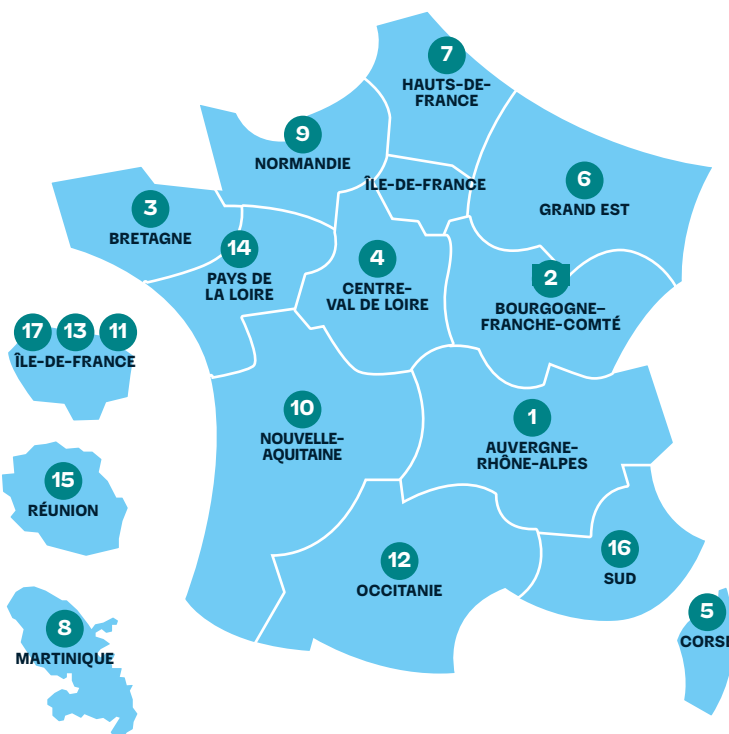 7
HAUTS-DE-
FRANCE
9
NORMANDIE
ÎLE-DE-FRANCE
6
GRAND EST
3
BRETAGNE
14
PAYS DE
LA LOIRE
4
CENTRE-
VAL DE LOIRE
2
BOURGOGNE-
FRANCHE-COMTÉ
17 13 11
ÎLE-DE-FRANCE
10
NOUVELLE-
AQUITAINE
1
AUVERGNE-
RHÔNE-ALPES
15
RÉUNION
12
OCCITANIE
16
SUD
5
CORS
8
MARTINIQUE